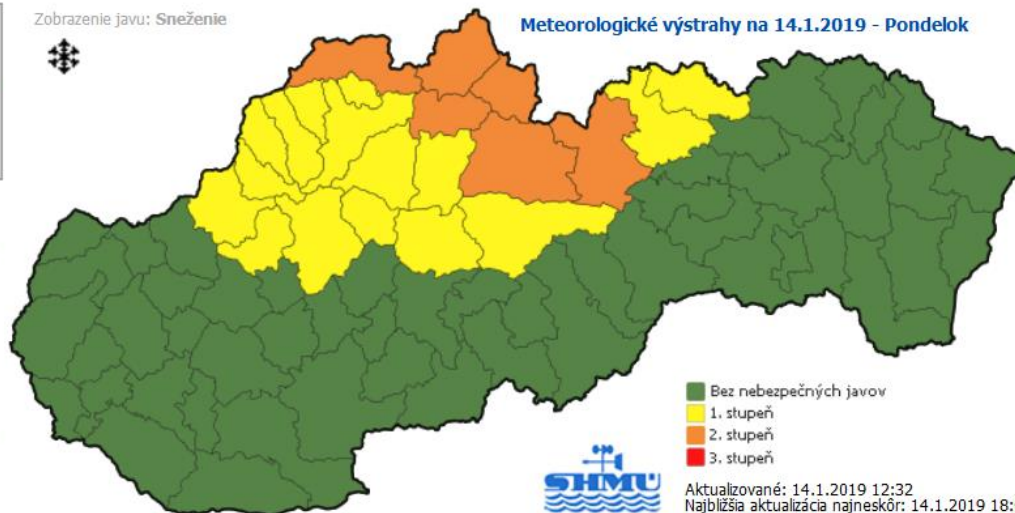 Zobrazenie javu: Sneženie
Meteorologické výstrahy na 14.1.2019 - Pondelok
Bez nebezpečných javov
1. stupeň
2. stupeň
3. stupeň
SHMÚ
Aktualizované: 14.1.2019 12:32
Najbližšia aktualizácia najneskôr: 14.1.2019 18: